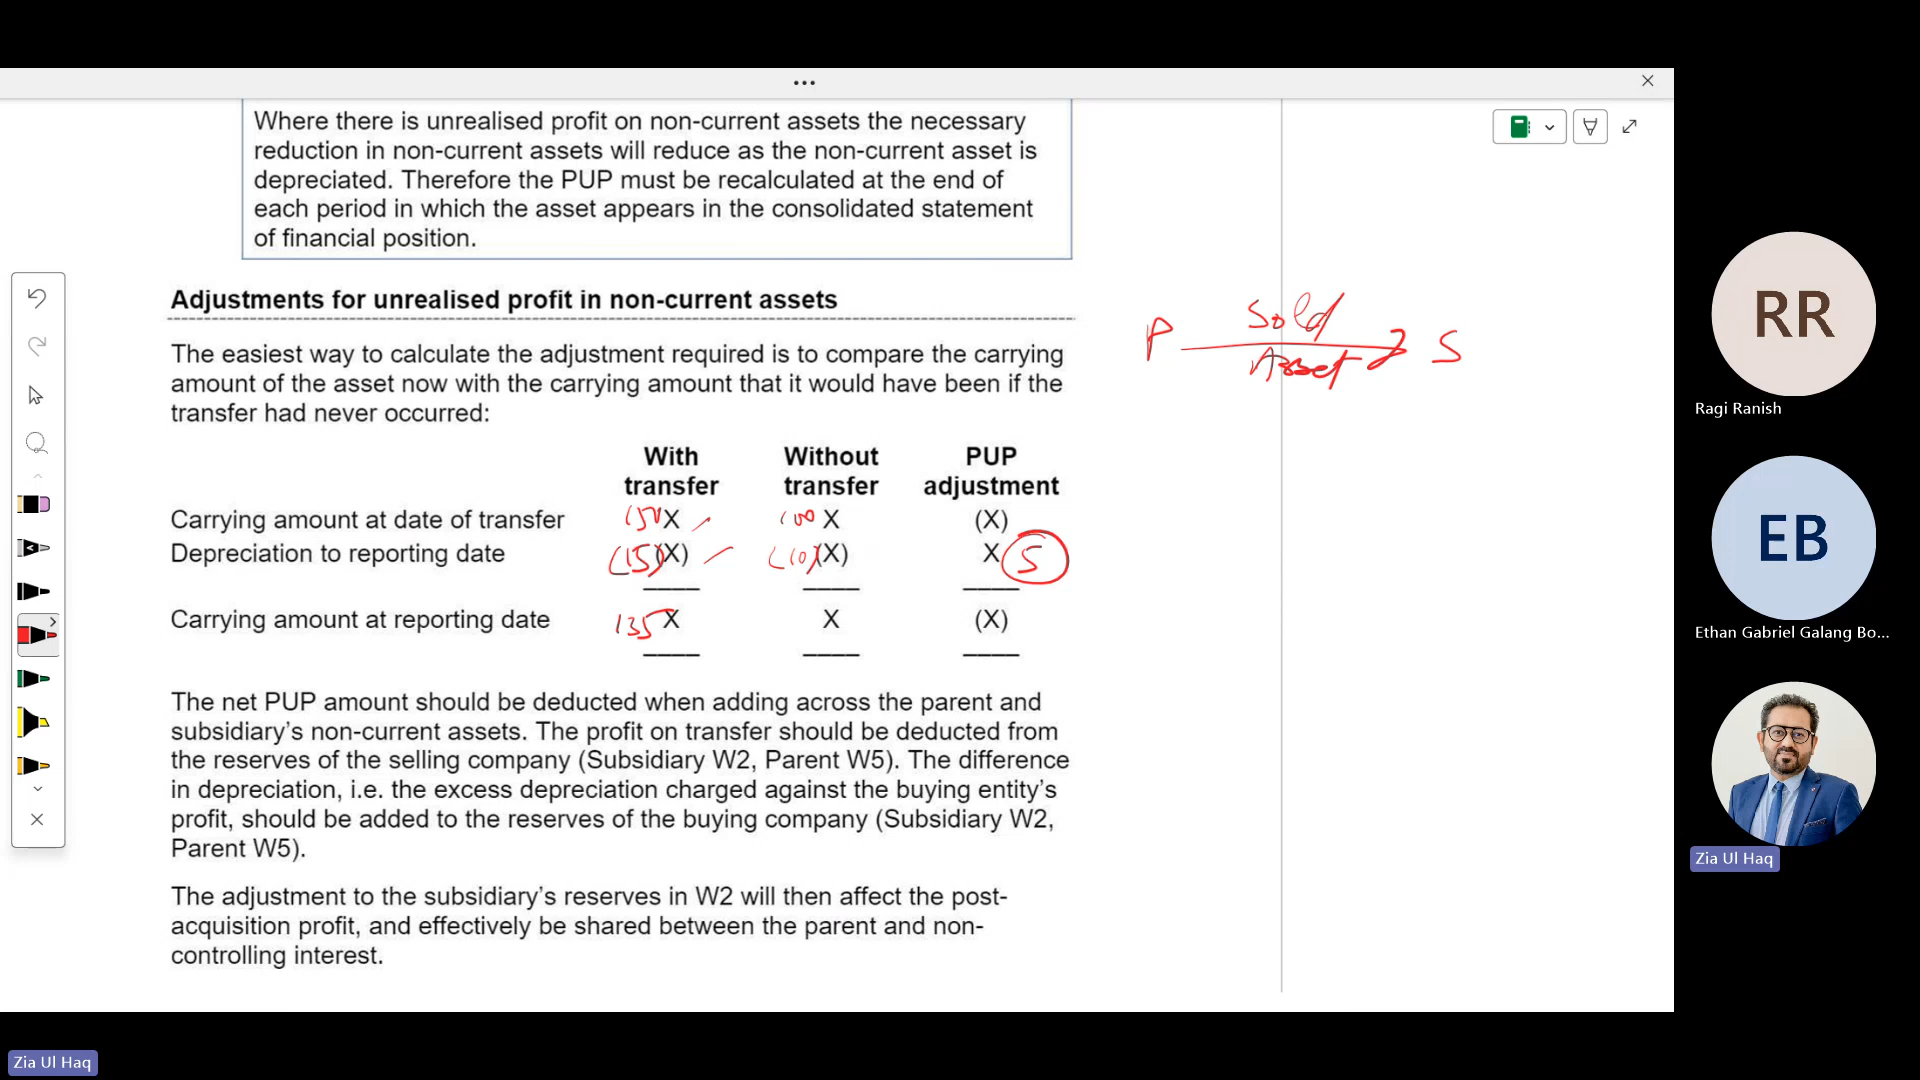 Where there is unrealised profit on non-current assets the necessary
reduction in non-current assets will reduce as the non-current asset is
depreciated. Therefore the PUP must be recalculated at the end of
each period in which the asset appears in the consolidated statement
of financial position.
Adjustments for unrealised profit in non-current assets
The easiest way to calculate the adjustment required is to compare the carrying
amount of the asset now with the carrying amount that it would have been if the
transfer had never occurred:
With Without PUP
transfer transfer adjustment
Carrying amount at date of transfer 150 X 100 X (X)
Depreciation to reporting date (15) (X) (10) (X) X 5
Carrying amount at reporting date 135 X X (X)
The net PUP amount should be deducted when adding across the parent and
subsidiary's non-current assets. The profit on transfer should be deducted from
the reserves of the selling company (Subsidiary W2, Parent W5). The difference
in depreciation, i.e. the excess depreciation charged against the buying entity's
profit, should be added to the reserves of the buying company (Subsidiary W2,
Parent W5).
The adjustment to the subsidiary's reserves in W2 will then affect the post-
acquisition profit, and effectively be shared between the parent and non-
controlling interest.
P Sold S
Asset
RR
Ragi Ranish
EB
Ethan Gabriel Galang Bo...
Zia Ul Haq
Zia Ul Haq